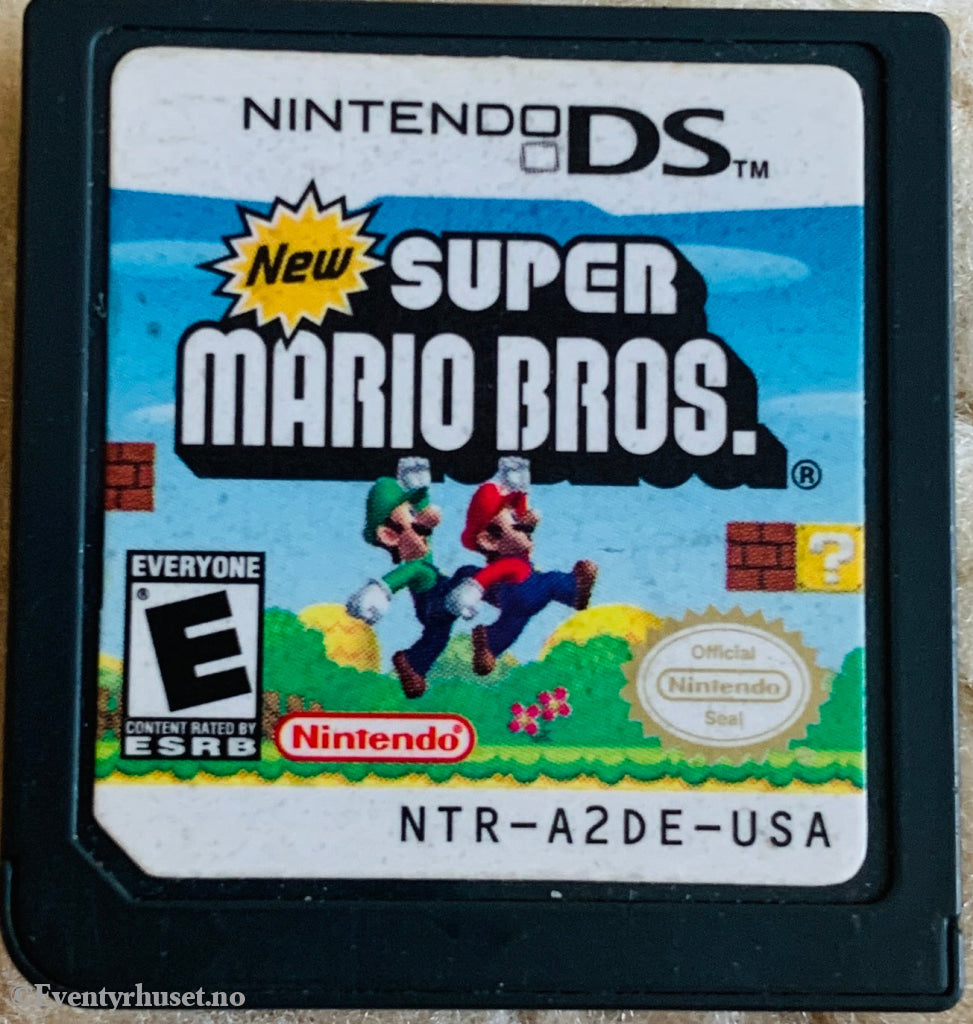 NINTENDO DS™
New SUPER
MARIO BROS.
®
?
EVERYONE
E®
CONTENT RATED BY
ESRB
Nintendo®
Official
Nintendo
Seal
NTR-A2DE-USA
©Eventyrhuset.no